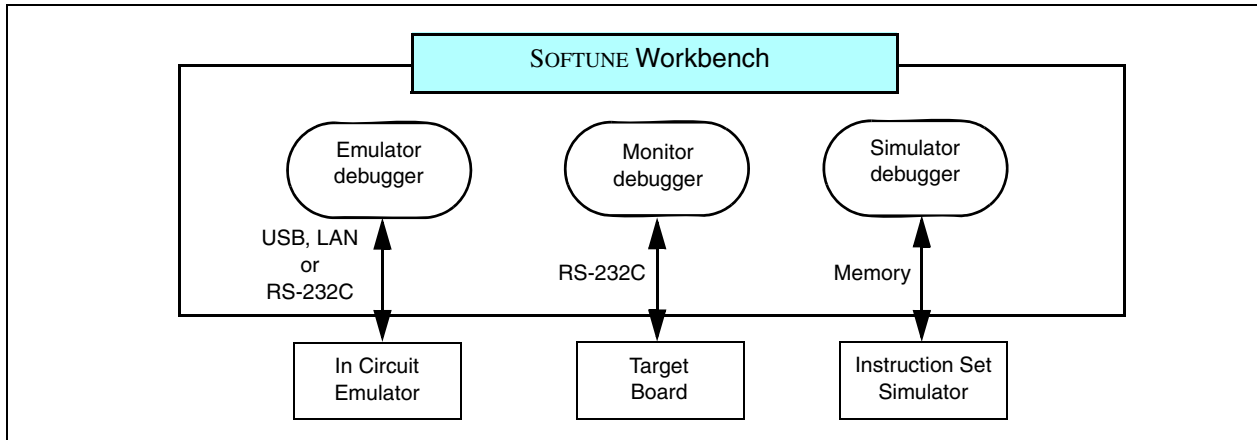 SOFTUNE Workbench
Emulator
debugger
Monitor
debugger
Simulator
debugger
USB, LAN
or
RS-232C
RS-232C
Memory
In Circuit
Emulator
Target
Board
Instruction Set
Simulator